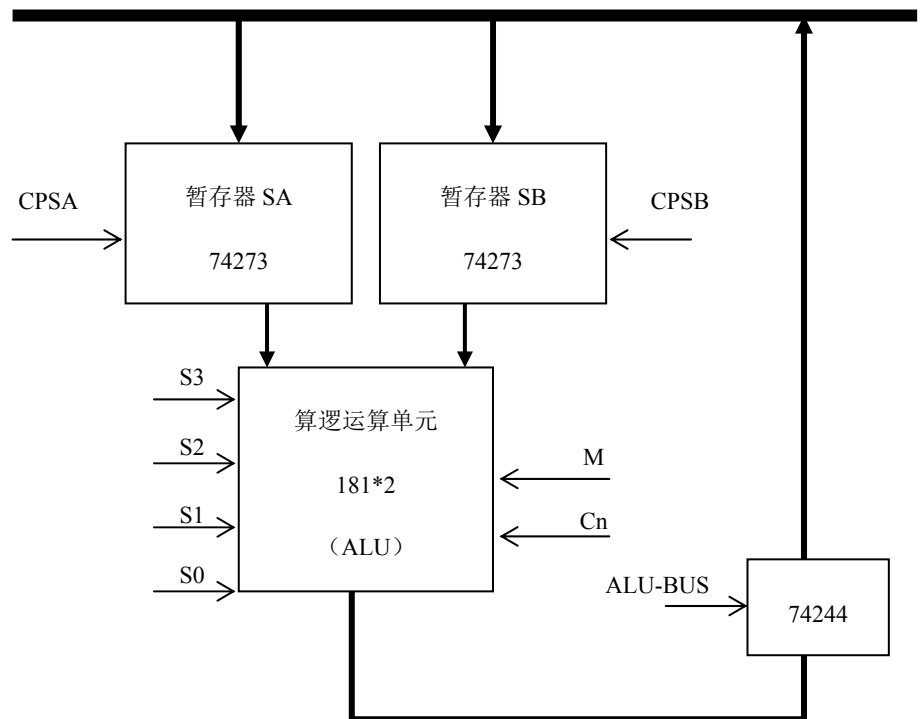 CPSA
暂存器 SA
74273
暂存器 SB
74273
CPSB
S3
S2
S1
S0
算逻运算单元
181*2
（ALU）
M
Cn
ALU-BUS
74244